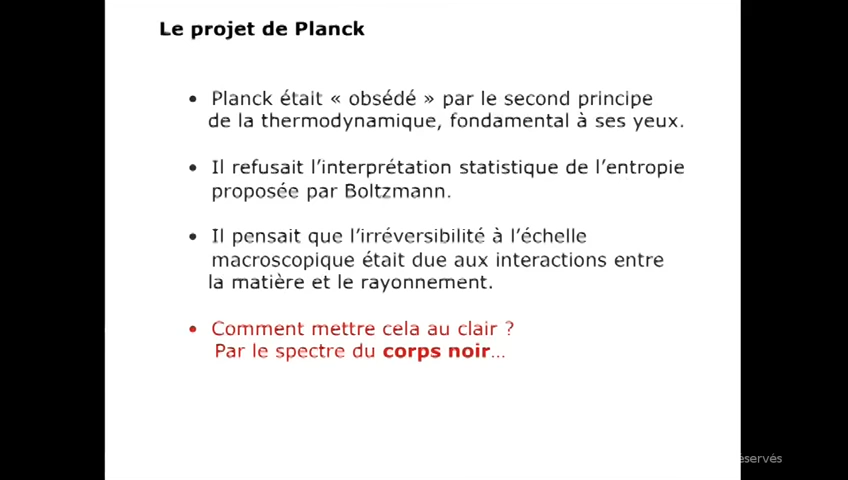 Le projet de Planck
• Planck était « obsédé » par le second principe
de la thermodynamique, fondamental à ses yeux.
• Il refusait l’interprétation statistique de l’entropie
proposée par Boltzmann.
• Il pensait que l’irréversibilité à l’échelle
macroscopique était due aux interactions entre
la matière et le rayonnement.
• Comment mettre cela au clair ?
Par le spectre du corps noir...